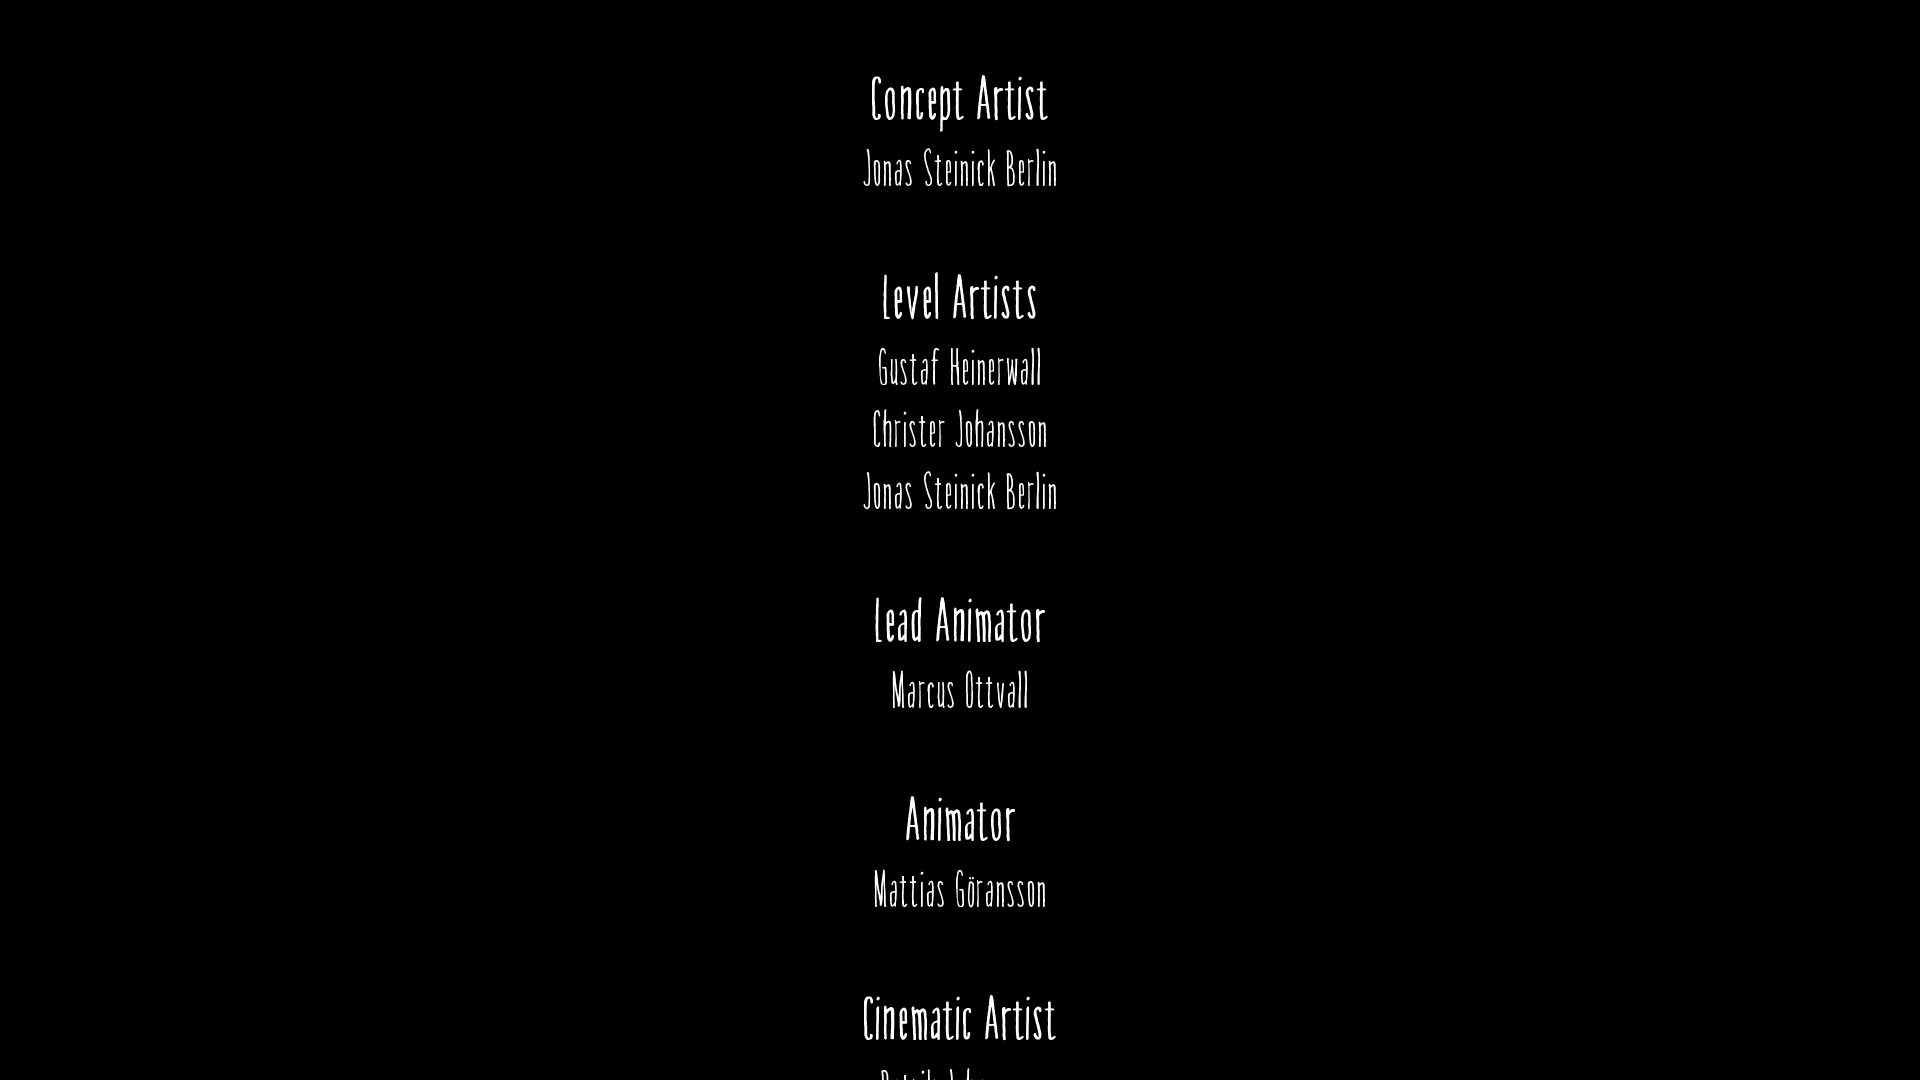 Concept Artist
Jonas Steinick Berlin
Level Artists
Gustaf Heinerwall
Christer Johansson
Jonas Steinick Berlin
Lead Animator
Marcus Ottvall
Animator
Mattias Göransson
Cinematic Artist